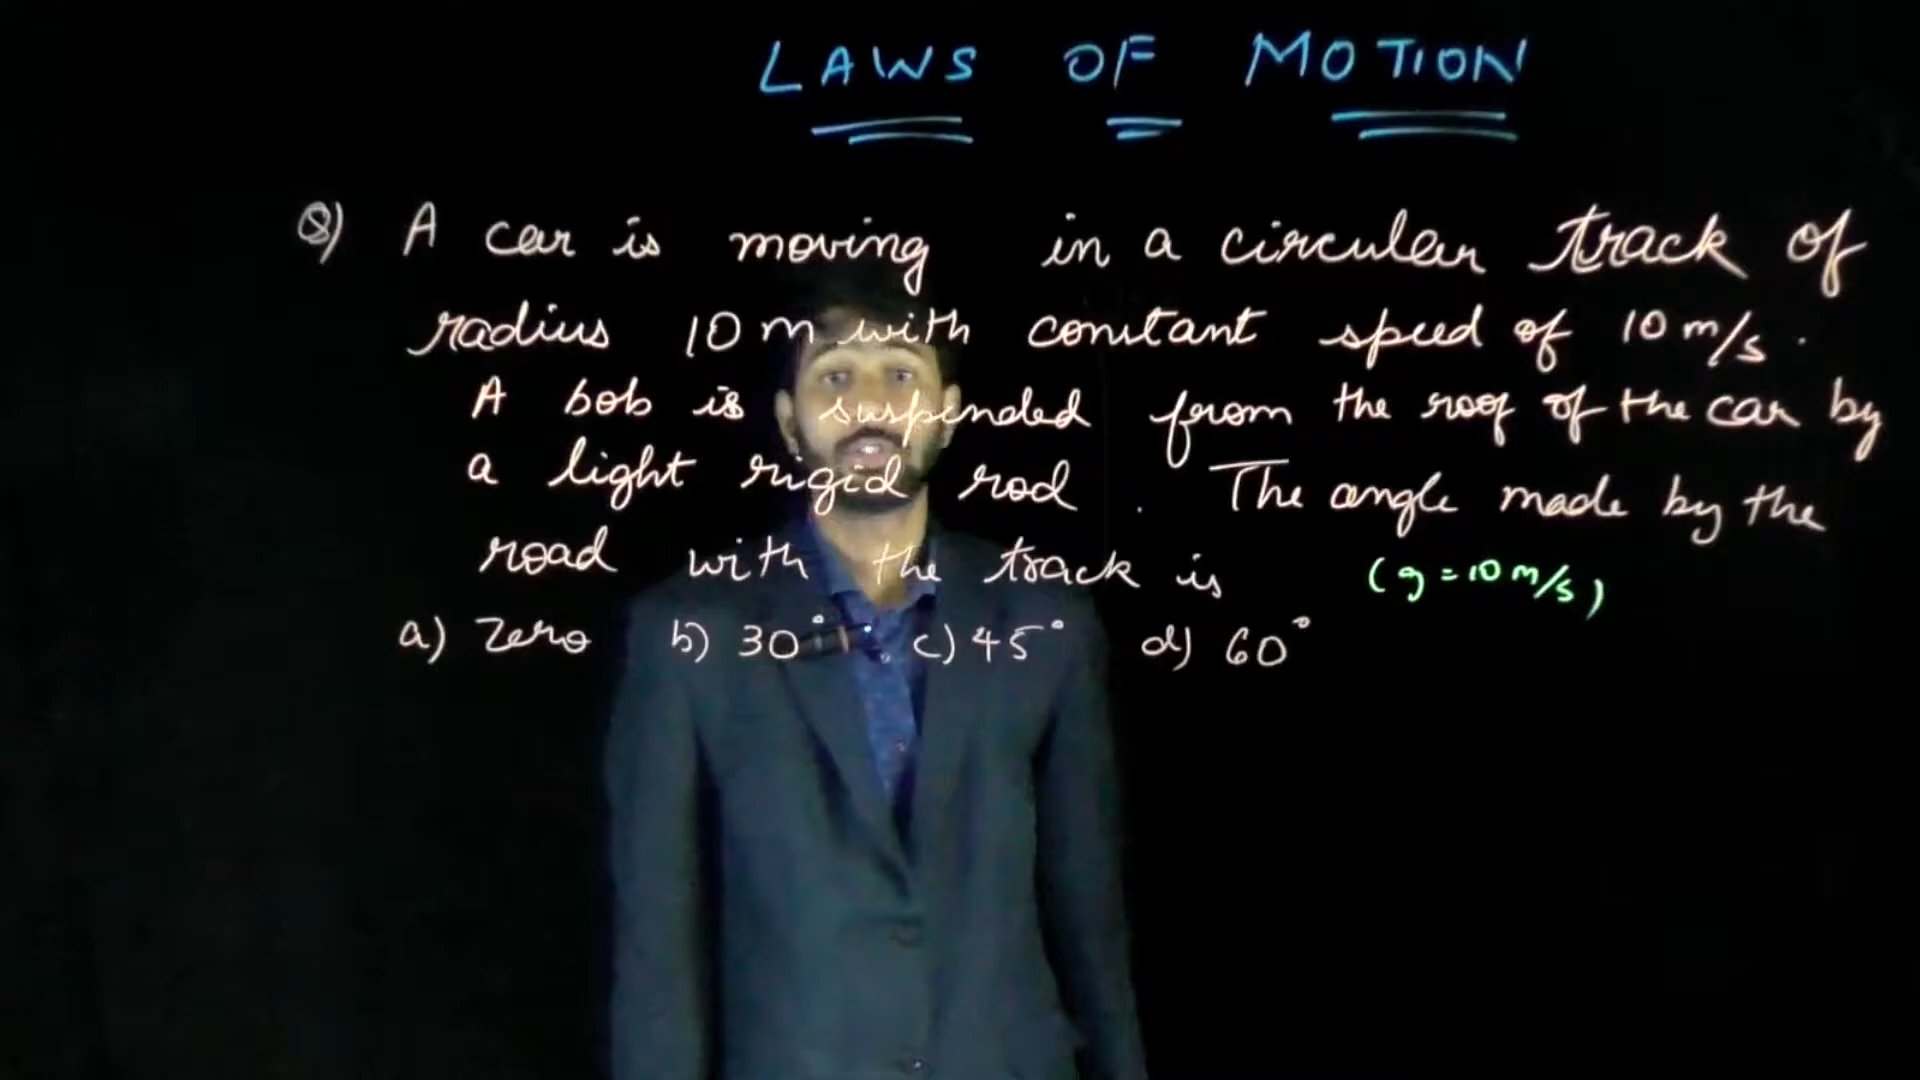 LAWS OF MOTION
Q) A car is moving in a circular track of
radius 10 m with constant speed of 10 m/s.
A bob is suspended from the roof of the car by
a light rigid rod. The angle made by the
road with the track is (g = 10 m/s)
a) zero b) 30° c) 45° d) 60°